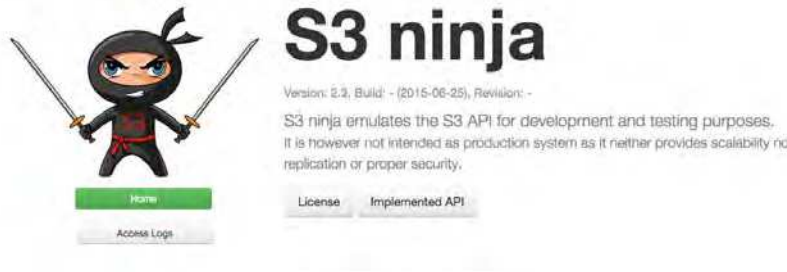 S3 ninja
Version: 2.3, Build: - (2015-06-25), Revision: -
S3 ninja emulates the S3 API for development and testing purposes.
It is however not intended as production system as it neither provides scalability no
replication or proper security.
License
Implemented API
S3
Home
Access Logs